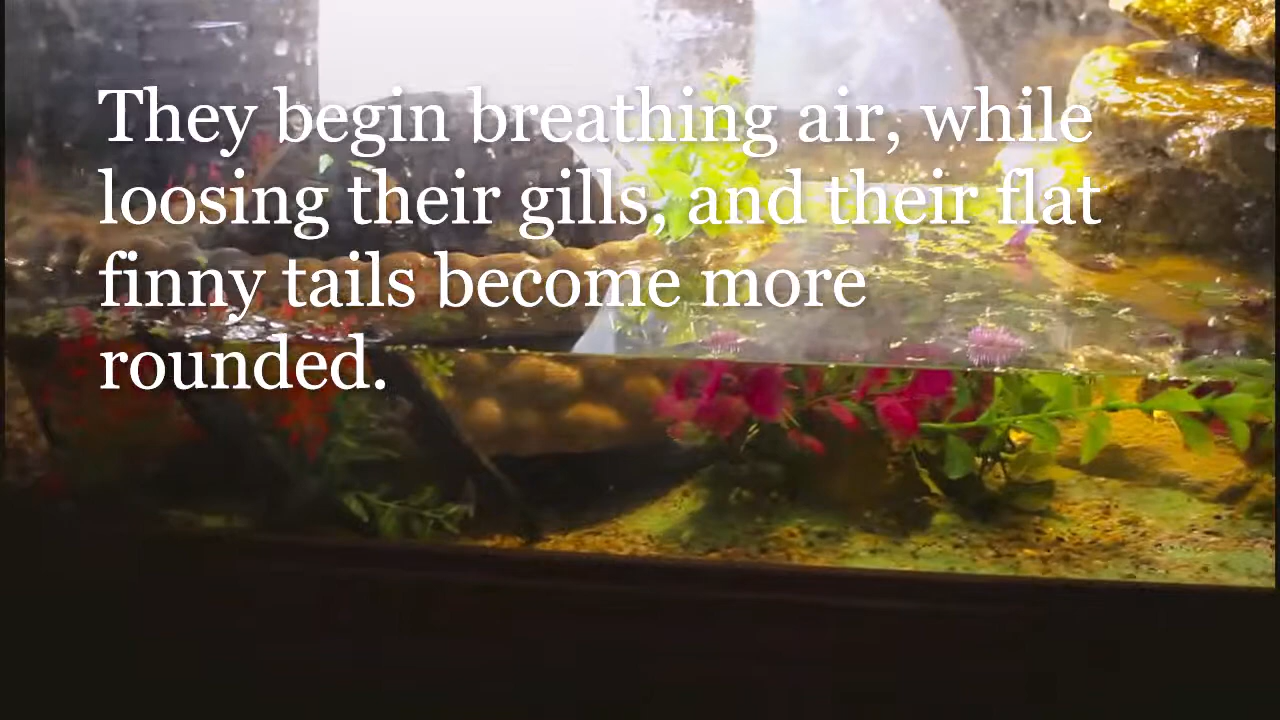 They begin breathing air, while
loosing their gills, and their flat
finny tails become more
rounded.